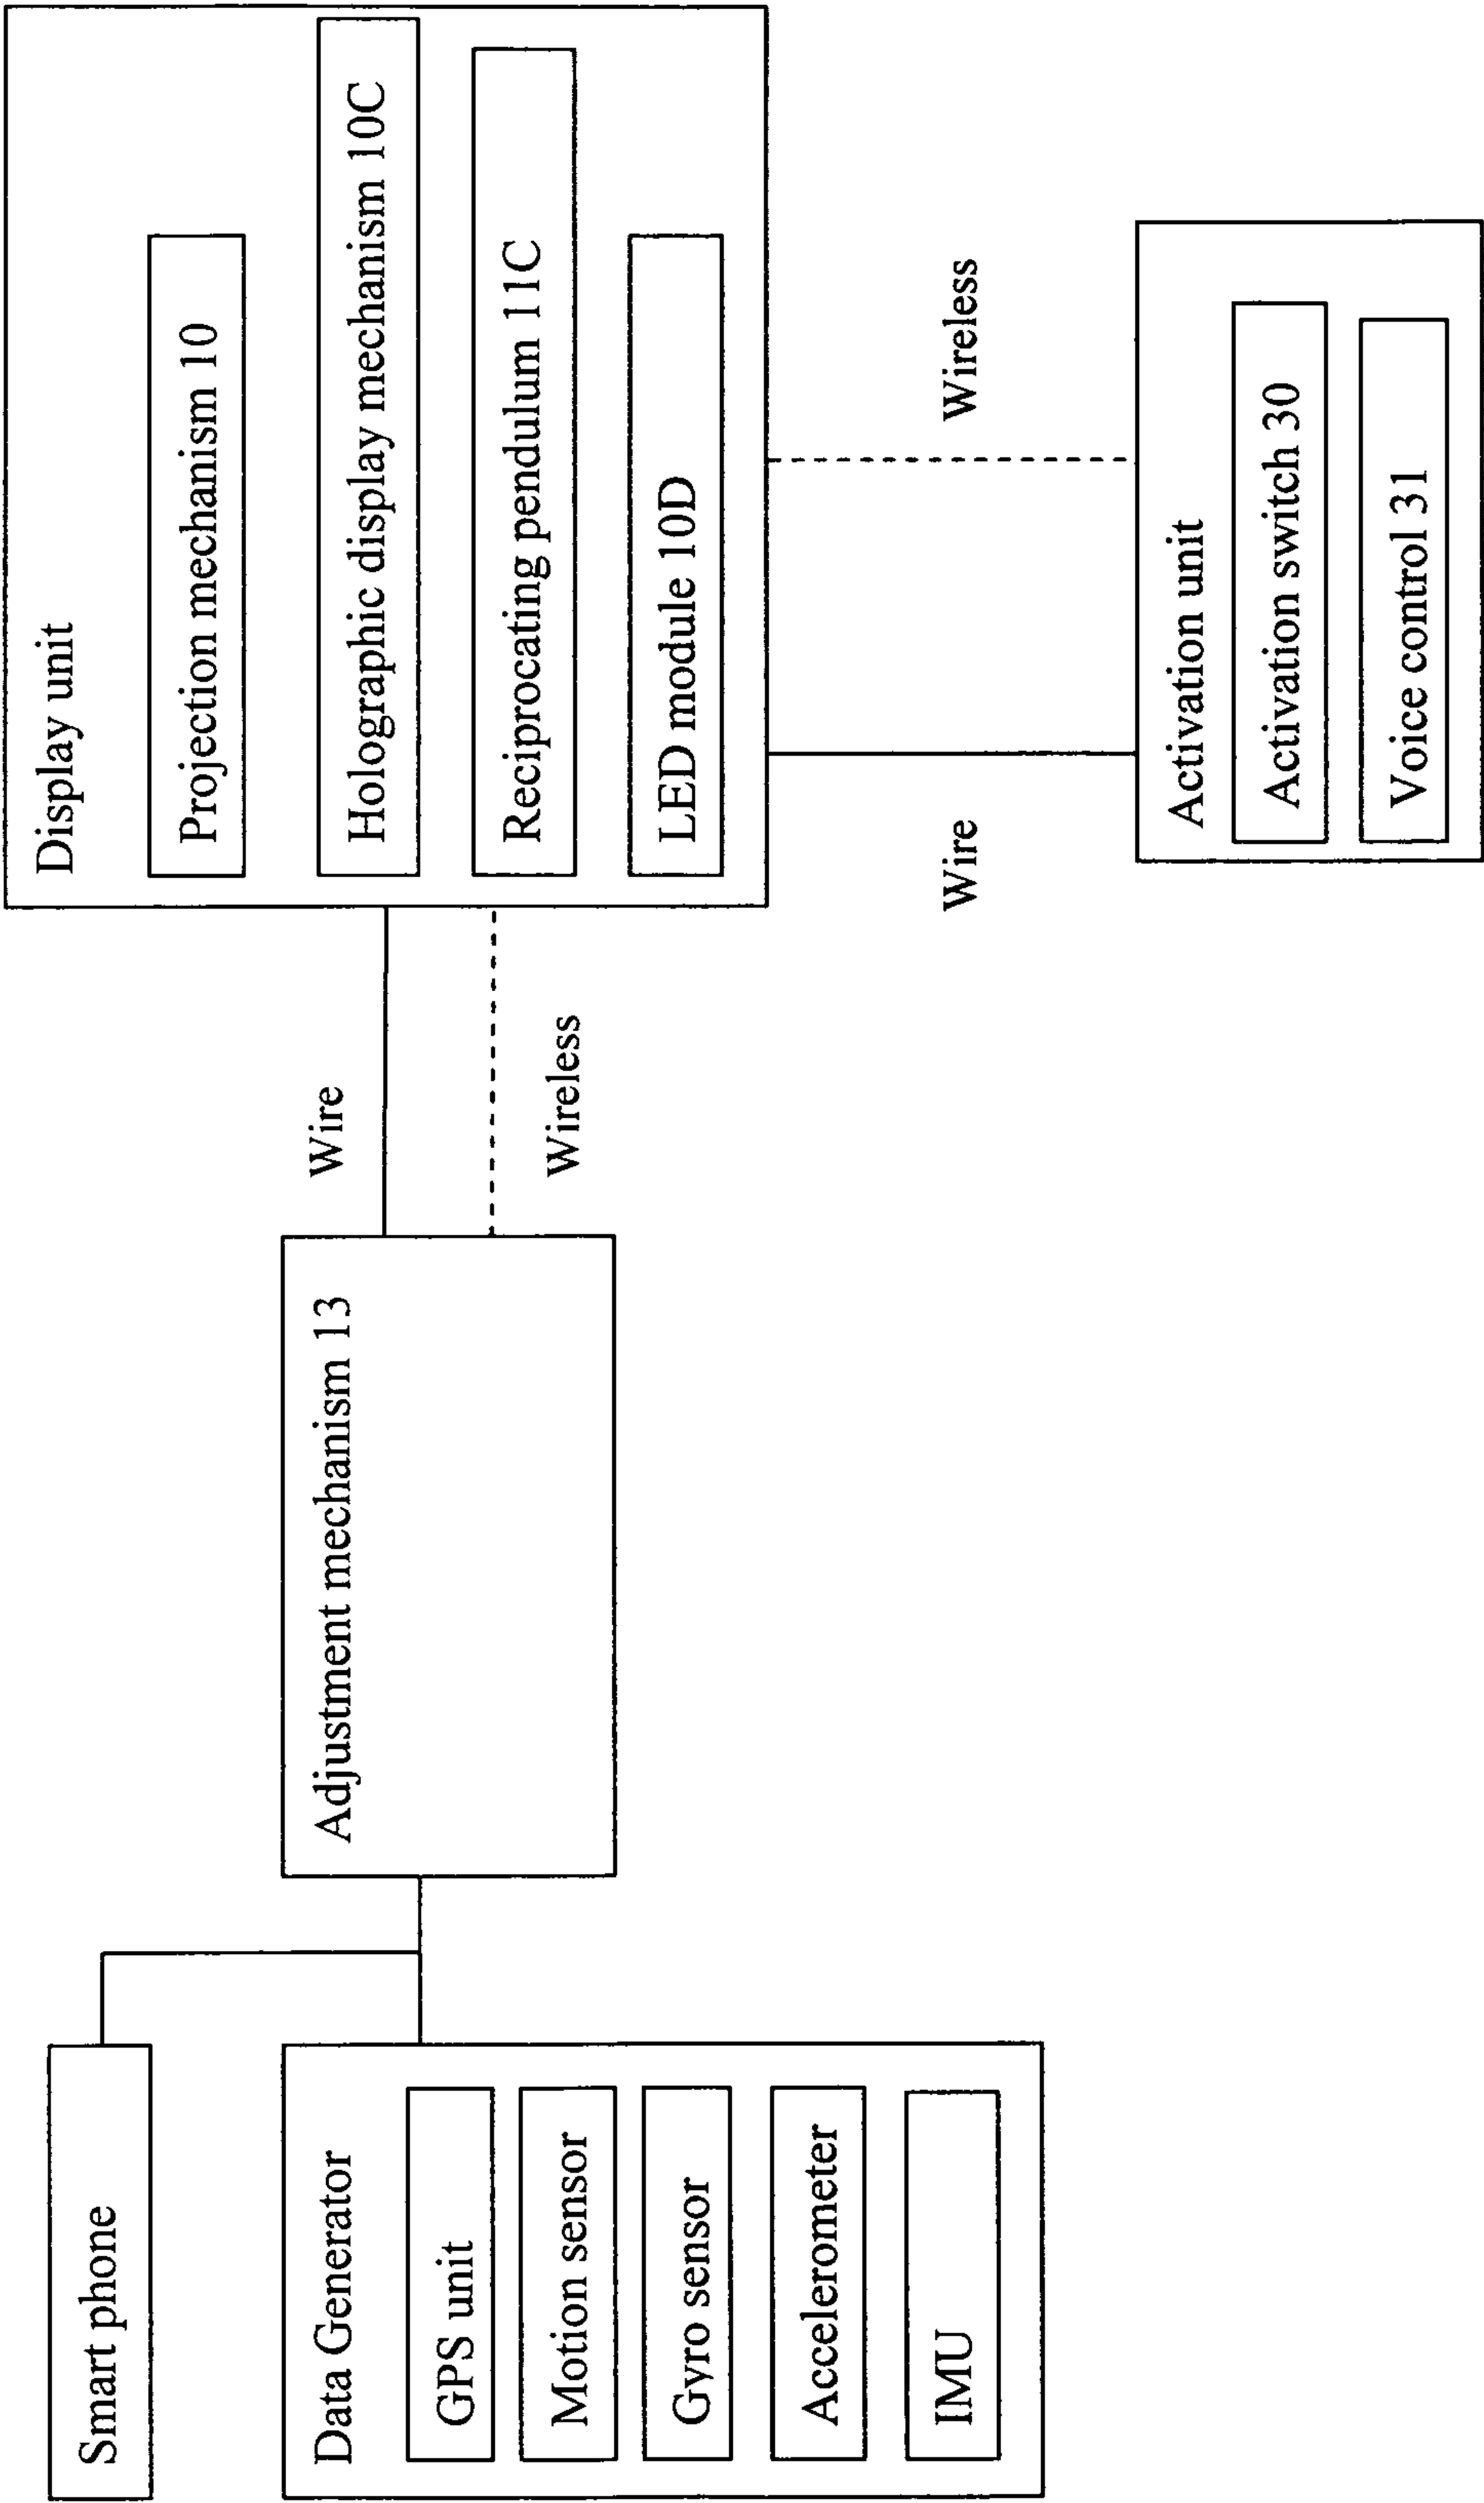 Smart phone
Data Generator
GPS unit
Motion sensor
Gyro sensor
Accelerometer
IMU
Adjustment mechanism 13
Wire
Wireless
Display unit
Projection mechanism 10
Holographic display mechanism 10C
Reciprocating pendulum 11C
LED module 10D
Wire
Wireless
Activation unit
Activation switch 30
Voice control 31